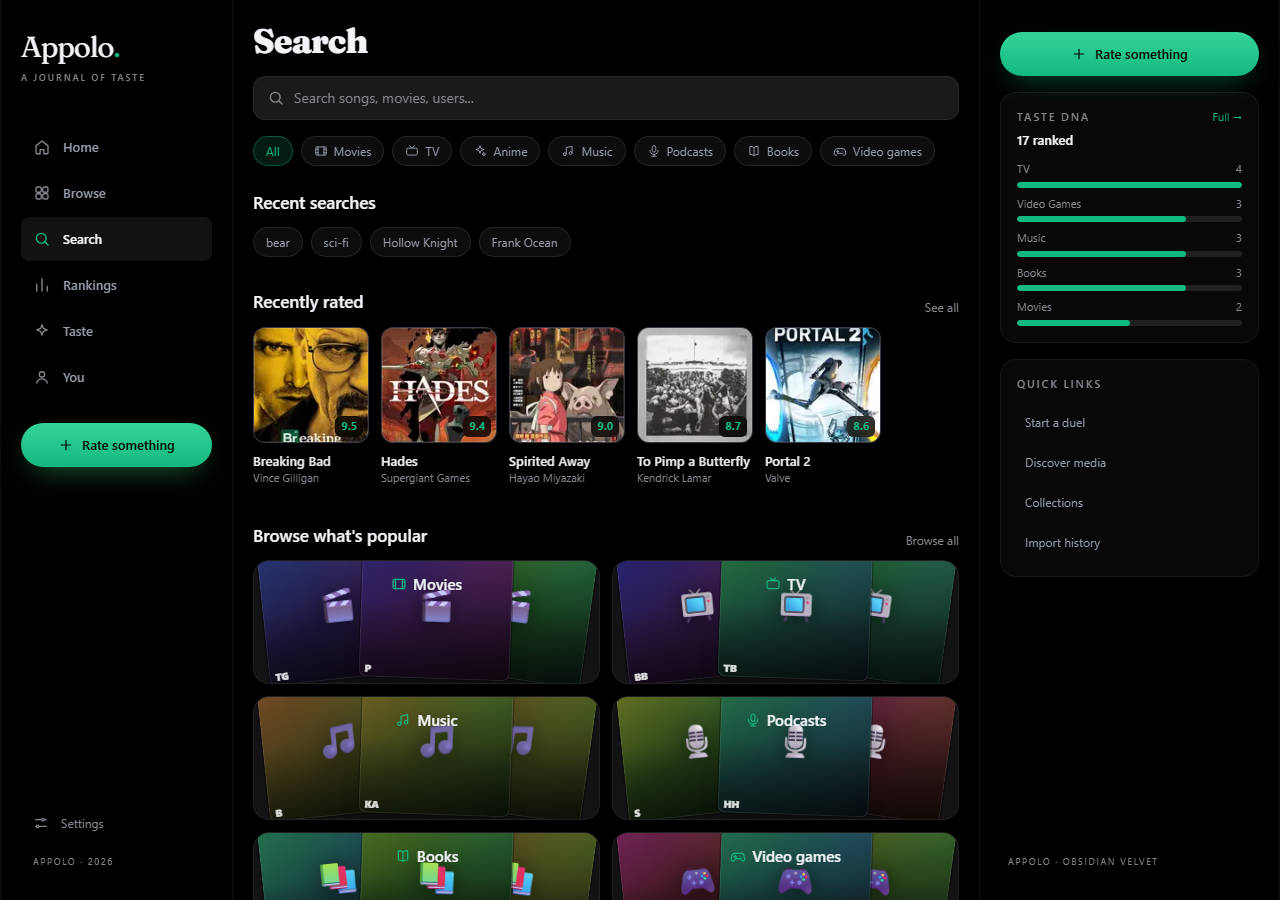 Appolo.
A JOURNAL OF TASTE
Home
Browse
Search
Rankings
Taste
You
+ Rate something
Settings
APPOLO · 2026
Search
Search songs, movies, users...
All Movies TV Anime Music Podcasts Books Video games
Recent searches
bear sci-fi Hollow Knight Frank Ocean
Recently rated
See all
Breaking
9.5
Breaking Bad
Vince Gilligan
HADES
9.4
Hades
Supergiant Games
9.0
Spirited Away
Hayao Miyazaki
8.7
To Pimp a Butterfly
Kendrick Lamar
PORTAL 2
8.6
Portal 2
Valve
Browse what's popular
Browse all
Movies
TG
P
TV
BB
TB
Music
B
KA
Podcasts
S
HH
Books
Video games
+ Rate something
TASTE DNA
Full →
17 ranked
TV 4
Video Games 3
Music 3
Books 3
Movies 2
QUICK LINKS
Start a duel
Discover media
Collections
Import history
APPOLO · OBSIDIAN VELVET